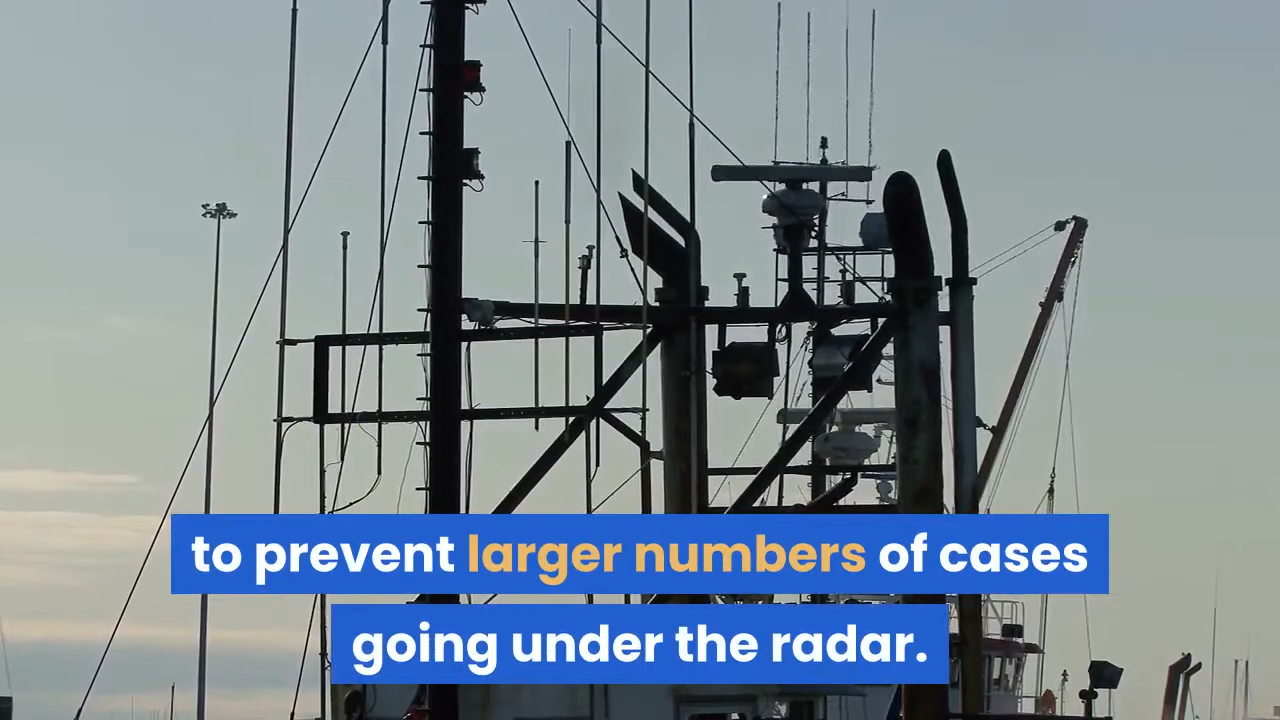 to prevent larger numbers of cases
going under the radar.